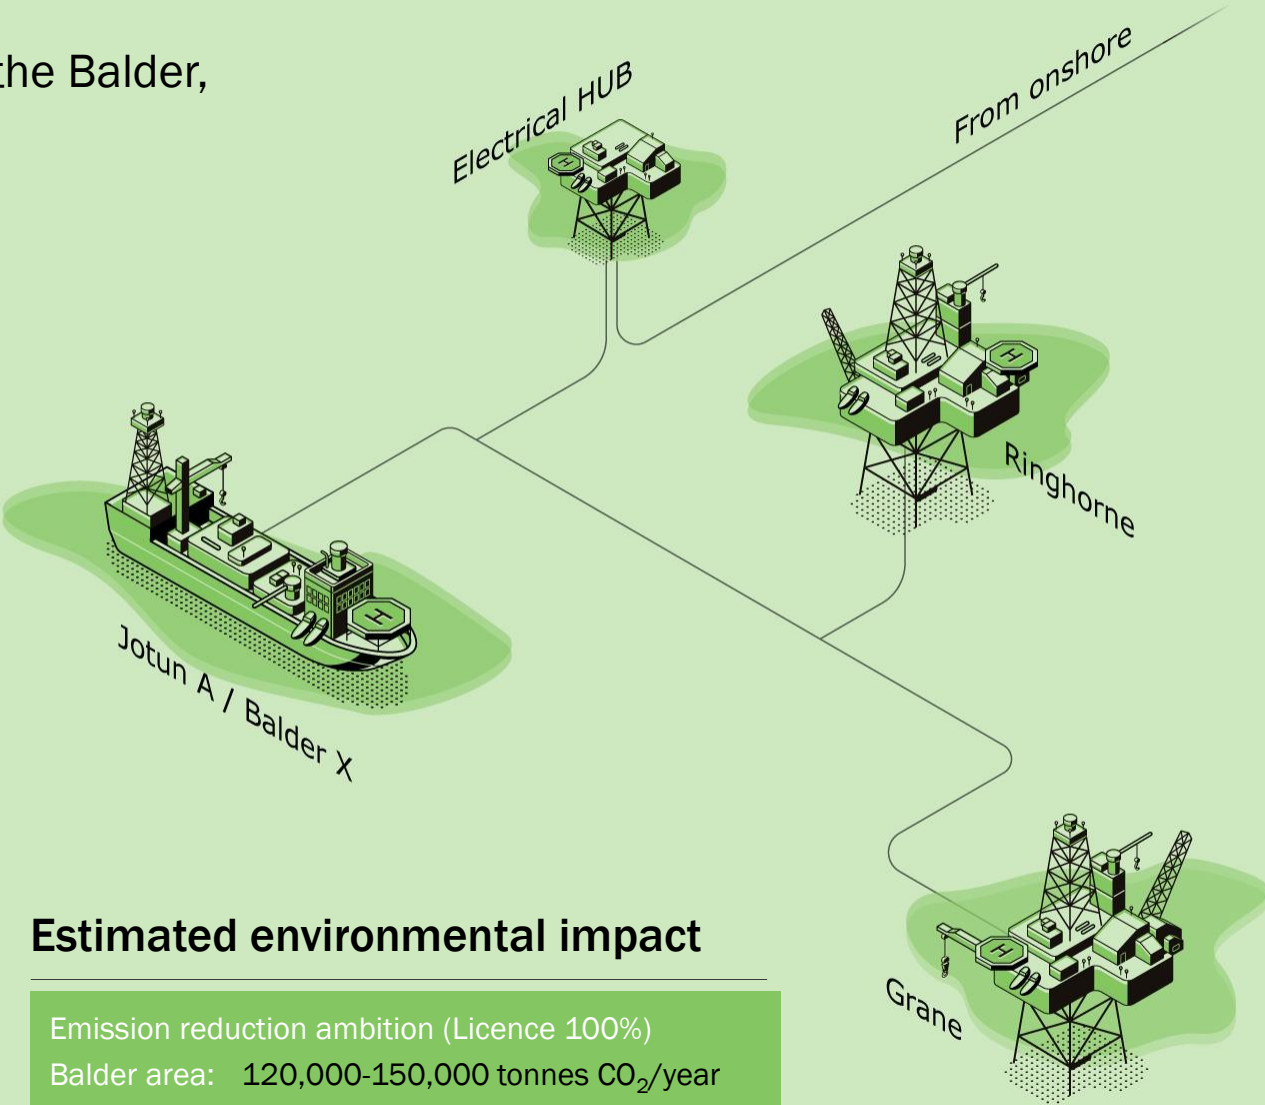 the Balder,
Electrical HUB
From onshore
Ringhorne
Jotun A / Balder X
Grane
Estimated environmental impact
Emission reduction ambition (Licence 100%)
Balder area: 120,000-150,000 tonnes CO₂/year